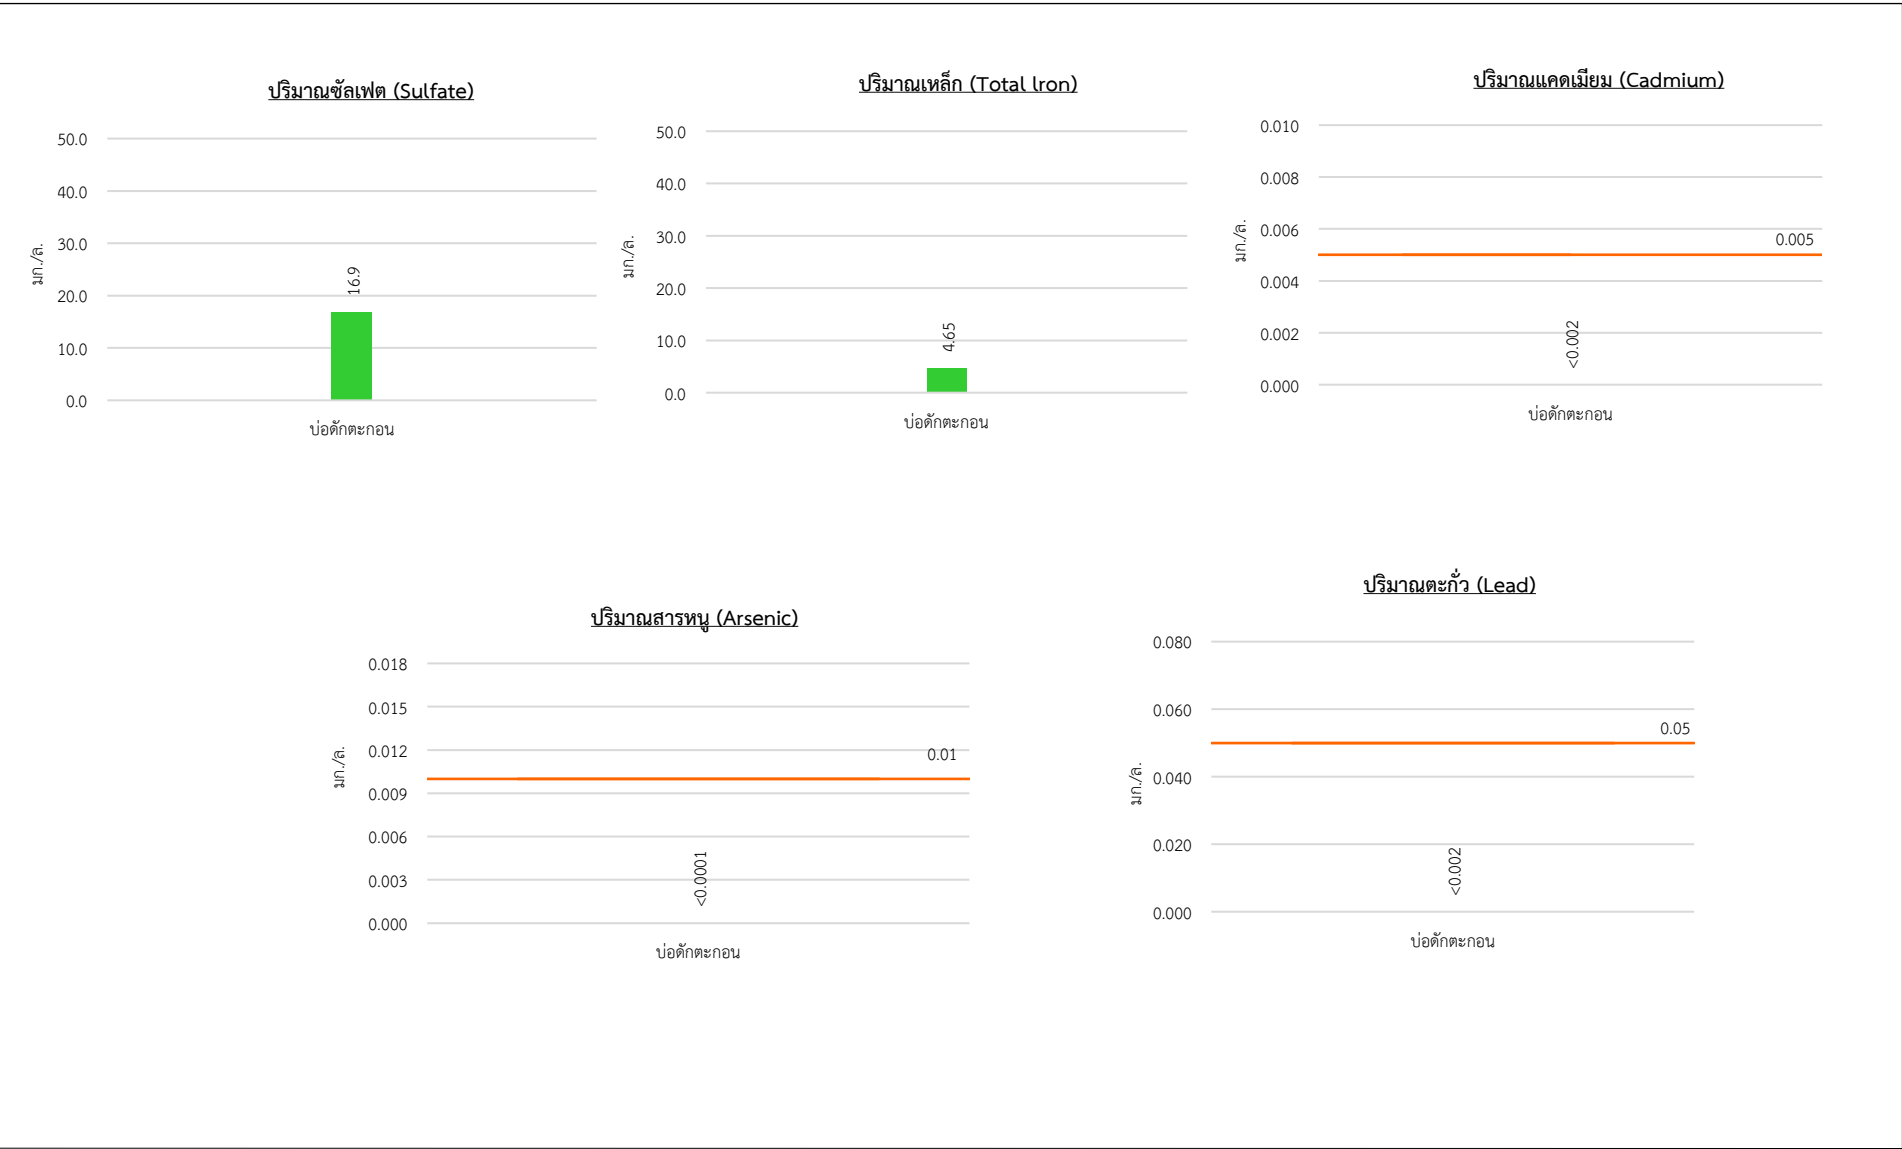 ปริมาณซัลเฟต (Sulfate)
50.0
40.0
30.0
20.0
10.0
0.0
มก./ล.
16.9
บ่อดักตะกอน
ปริมาณเหล็ก (Total lron)
50.0
40.0
30.0
20.0
10.0
0.0
มก./ล.
4.65
บ่อดักตะกอน
ปริมาณแคดเมียม (Cadmium)
0.010
0.008
0.006
0.004
0.002
0.000
มก./ล.
0.005
<0.002
บ่อดักตะกอน
ปริมาณสารหนู (Arsenic)
0.018
0.015
0.012
0.009
0.006
0.003
0.000
มก./ล.
0.01
<0.0001
บ่อดักตะกอน
ปริมาณตะกั่ว (Lead)
0.080
0.060
0.040
0.020
0.000
มก./ล.
0.05
<0.002
บ่อดักตะกอน